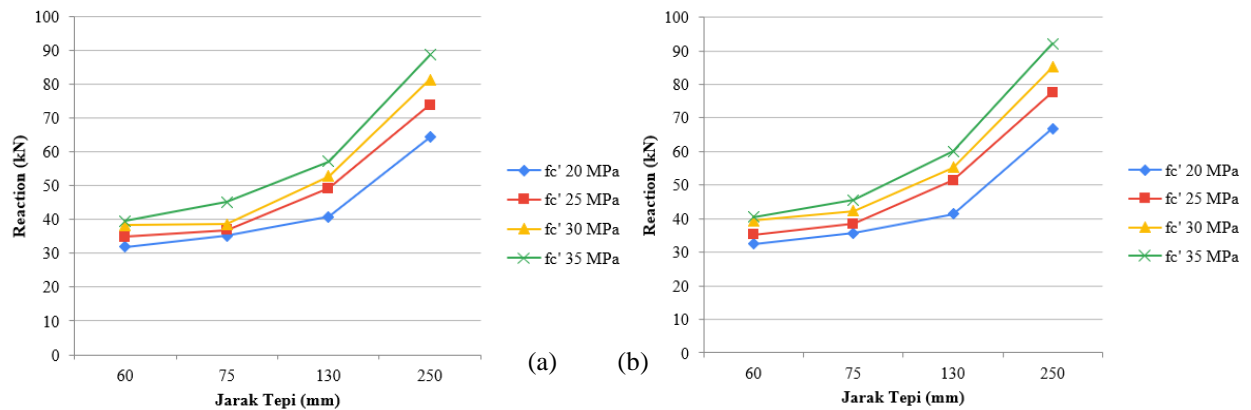 100
90
80
70
60
50
40
30
20
10
0
Reaction (kN)
60 75 130 250
Jarak Tepi (mm)
fc' 20 MPa
fc' 25 MPa
fc' 30 MPa
fc' 35 MPa
(a)
(b)
100
90
80
70
60
50
40
30
20
10
0
Reaction (kN)
60 75 130 250
Jarak Tepi (mm)
fc' 20 MPa
fc' 25 MPa
fc' 30 MPa
fc' 35 MPa